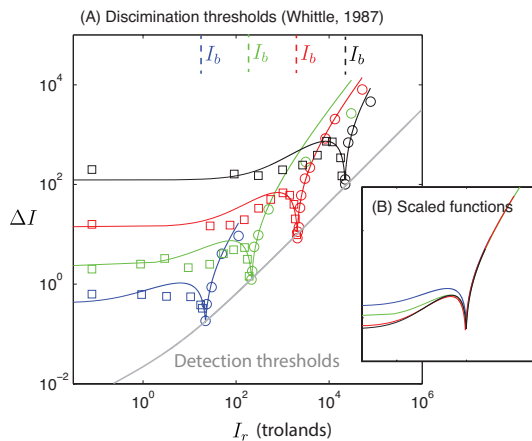 (A) Discimination thresholds (Whittle, 1987)
I_b I_b I_b I_b
10^4
10^2
ΔI
10^0
10^−2
(B) Scaled functions
Detection thresholds
10^0 10^2 10^4 10^6
I_r (trolands)